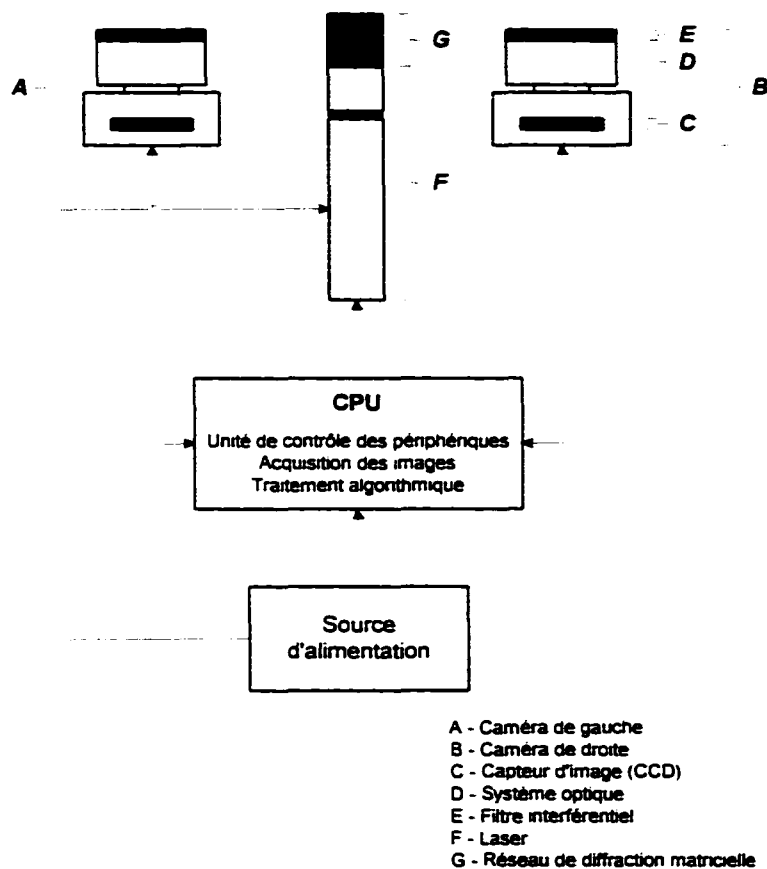 G
E
D
A
B
C
F
CPU
Unité de contrôle des périphériques
Acquisition des images
Traitement algorithmique
Source
d'alimentation
A - Caméra de gauche
B - Caméra de droite
C - Capteur d'image (CCD)
D - Système optique
E - Filtre interférentiel
F - Laser
G - Réseau de diffraction matricielle